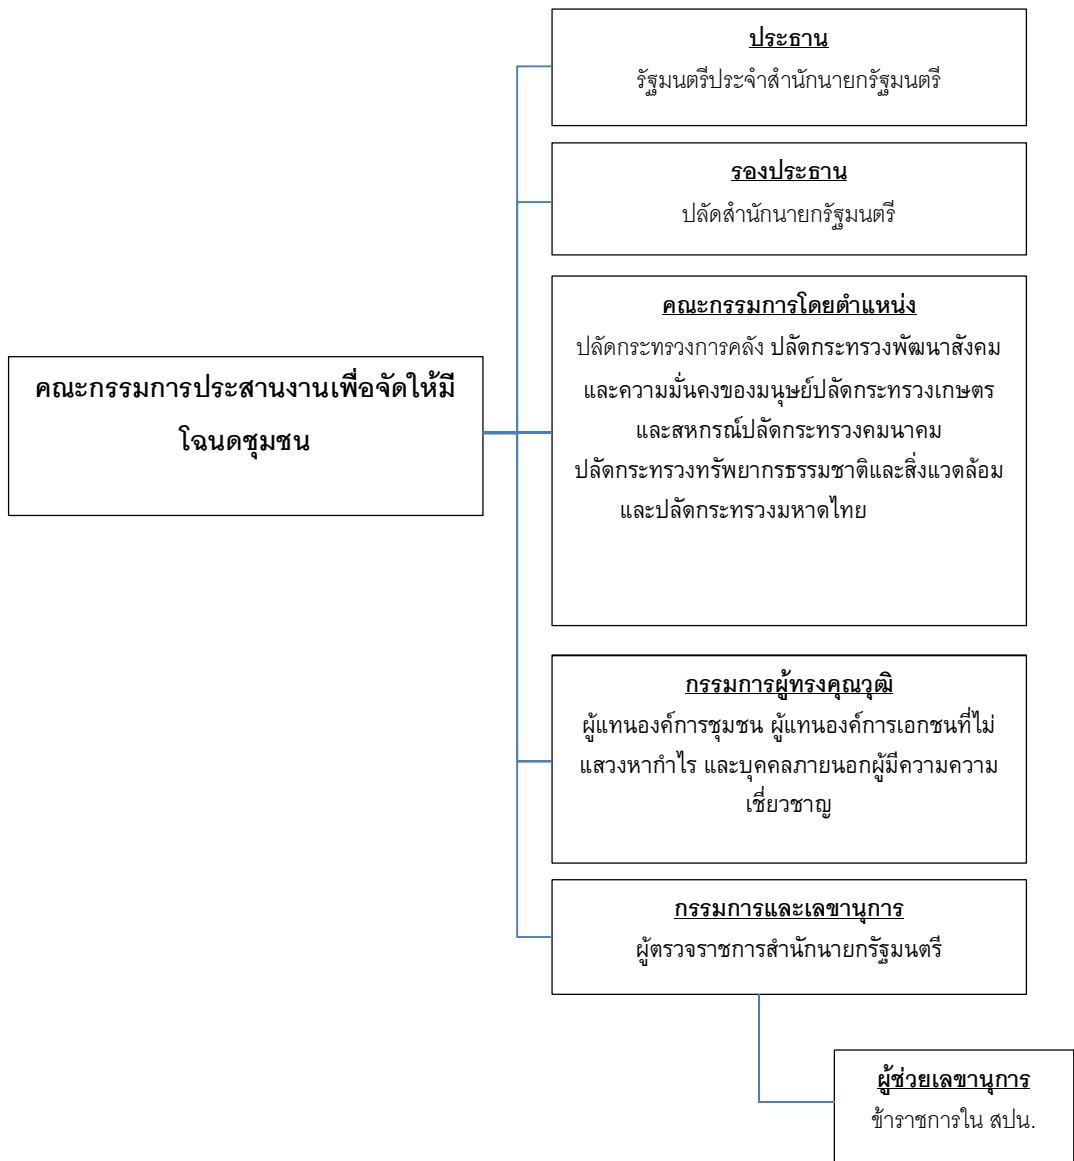 ประธาน
รัฐมนตรีประจำสำนักนายกรัฐมนตรี
รองประธาน
ปลัดสำนักนายกรัฐมนตรี
คณะกรรมการโดยตำแหน่ง
ปลัดกระทรวงการคลัง ปลัดกระทรวงพัฒนาสังคม
และความมั่นคงของมนุษย์ปลัดกระทรวงเกษตร
และสหกรณ์ปลัดกระทรวงคมนาคม
ปลัดกระทรวงทรัพยากรธรรมชาติและสิ่งแวดล้อม
และปลัดกระทรวงมหาดไทย
คณะกรรมการประสานงานเพื่อจัดให้มี
โฉนดชุมชน
กรรมการผู้ทรงคุณวุฒิ
ผู้แทนองค์การชุมชน ผู้แทนองค์การเอกชนที่ไม่
แสวงหากำไร และบุคคลภายนอกผู้มีความความ
เชี่ยวชาญ
กรรมการและเลขานุการ
ผู้ตรวจราชการสำนักนายกรัฐมนตรี
ผู้ช่วยเลขานุการ
ข้าราชการใน สปน.